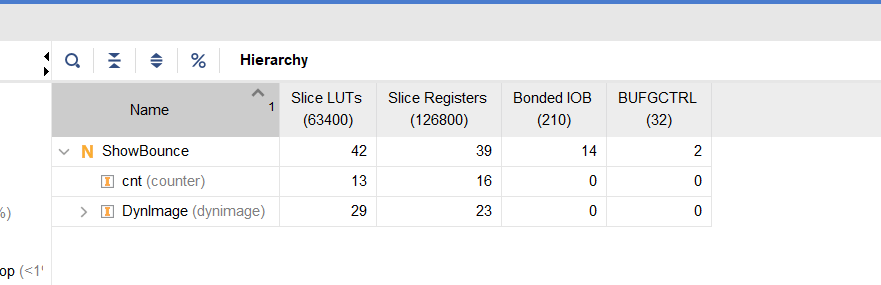 Hierarchy
Name 1 Slice LUTs (63400) Slice Registers (126800) Bonded IOB (210) BUFGCTRL (32)
N ShowBounce 42 39 14 2
I cnt (counter) 13 16 0 0
%) I DynImage (dynimage) 29 23 0 0
op (<1%